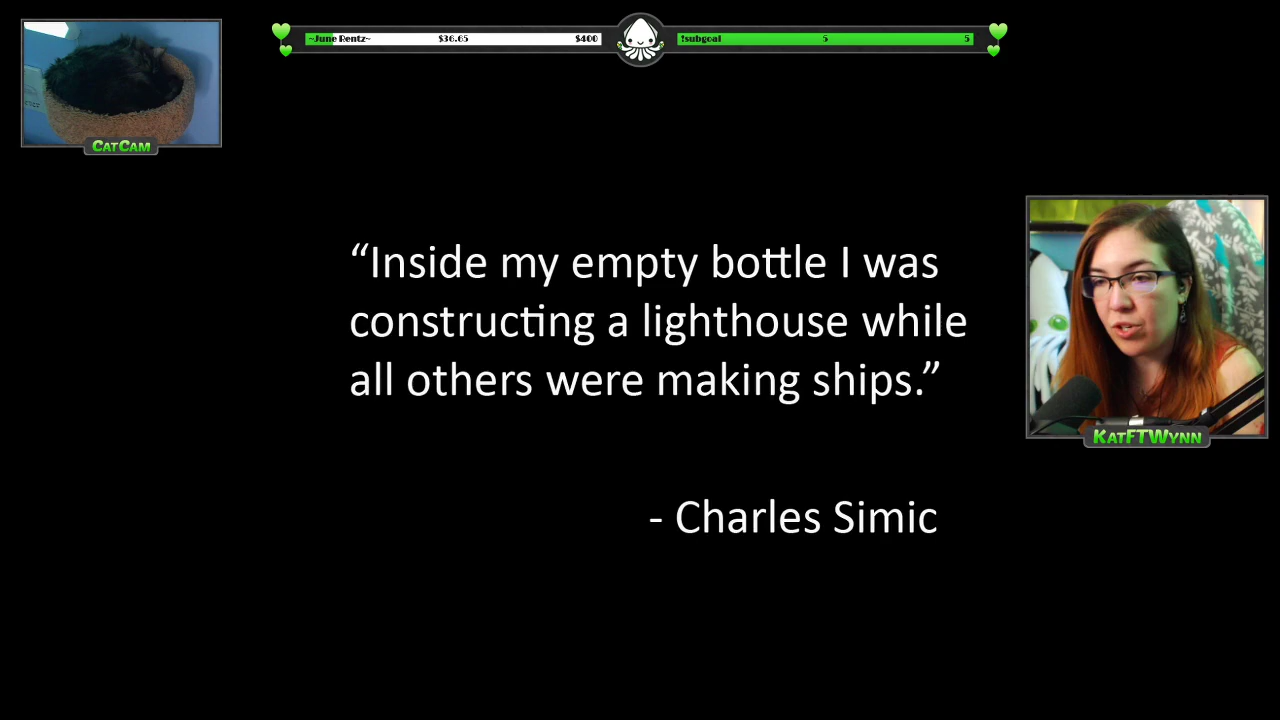 ~June Rentz~ $36.65 $400
!subgoal 5 5
CatCam
“Inside my empty bottle I was
constructing a lighthouse while
all others were making ships.”
KatFTWynn
- Charles Simic